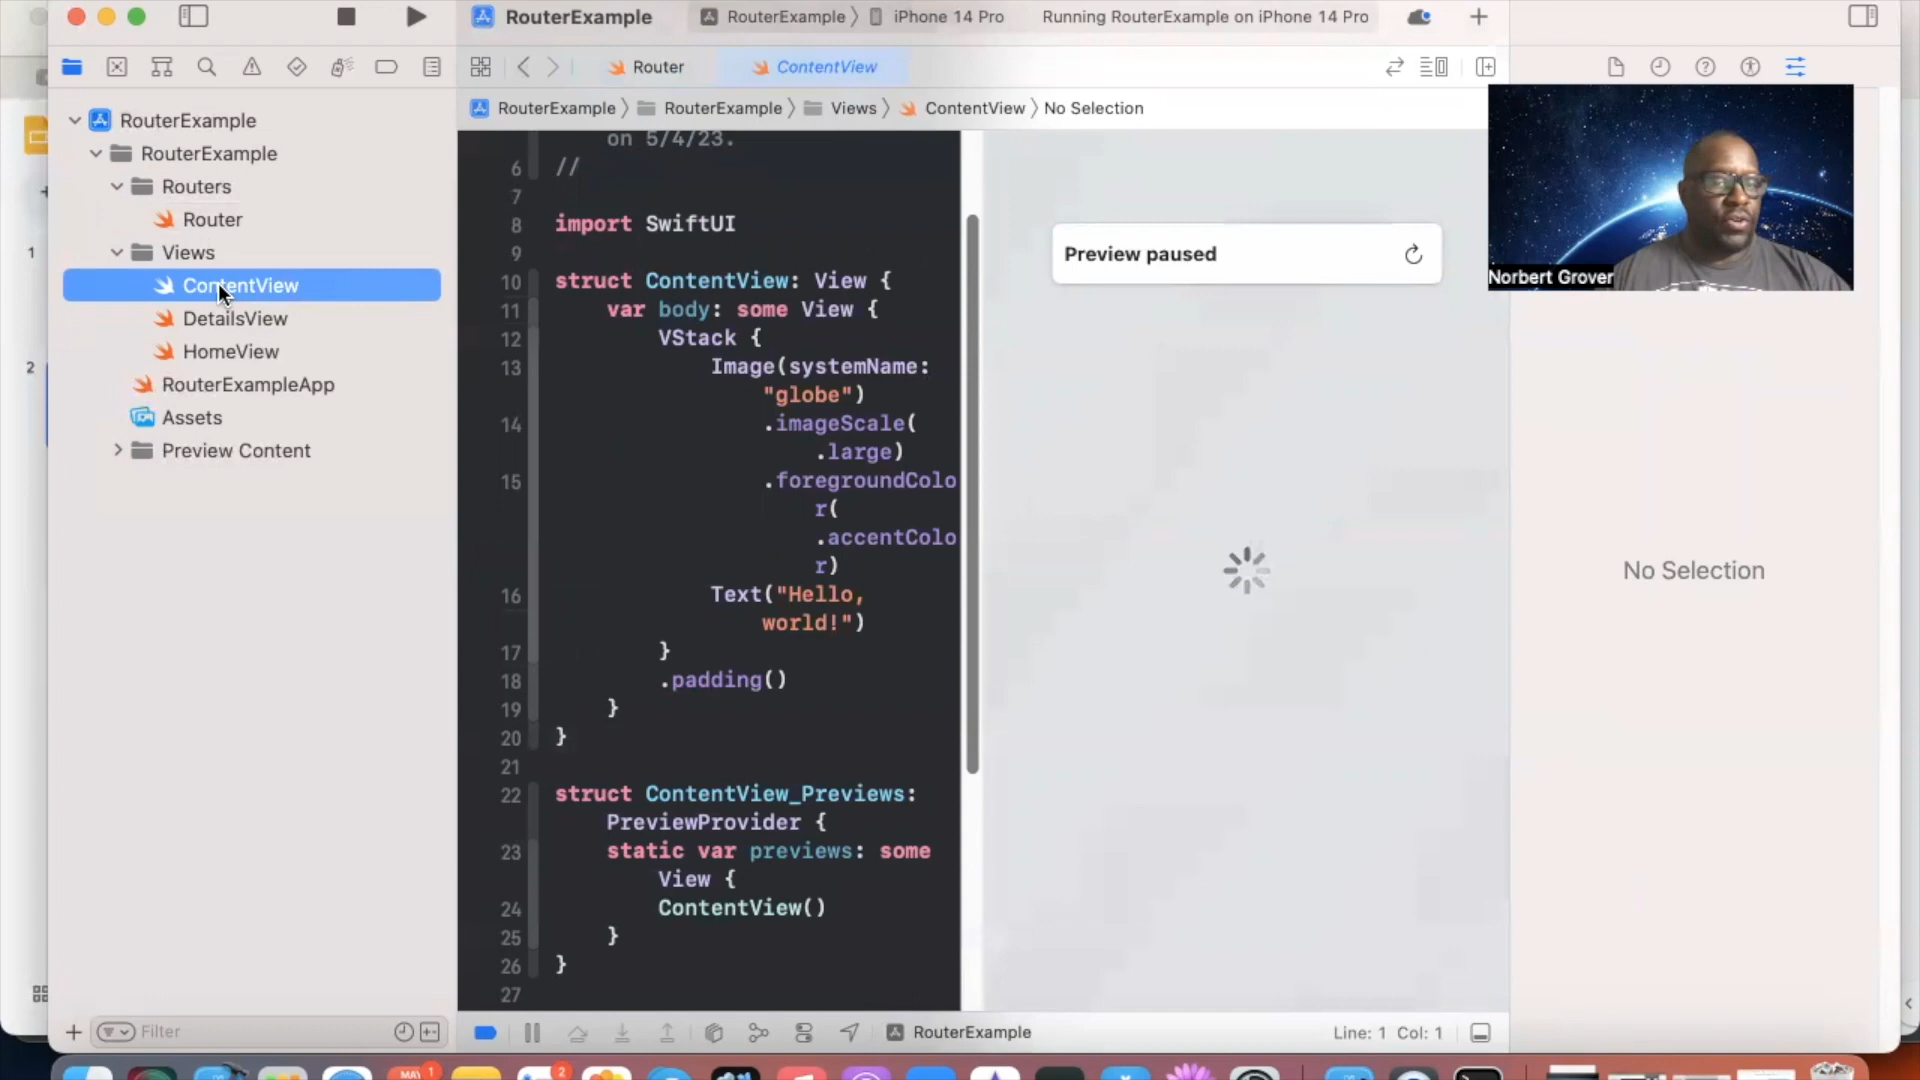 RouterExample
RouterExample
iPhone 14 Pro
Running RouterExample on iPhone 14 Pro
Router
ContentView
RouterExample
RouterExample
Views
ContentView
No Selection
RouterExample
RouterExample
Routers
Router
Views
ContentView
DetailsView
HomeView
RouterExampleApp
Assets
Preview Content
1
2
on 5/4/23.
6 //
7
8 import SwiftUI
9
10 struct ContentView: View {
11 var body: some View {
12 VStack {
13 Image(systemName:
"globe")
14 .imageScale(
.large)
15 .foregroundColo
r(
.accentColo
r)
16 Text("Hello,
world!")
17 }
18 .padding()
19 }
20 }
21
22 struct ContentView_Previews:
PreviewProvider {
23 static var previews: some
View {
24 ContentView()
25 }
26 }
27
Preview paused
Norbert Grover
No Selection
Filter
RouterExample
Line: 1 Col: 1
MAY
1
2